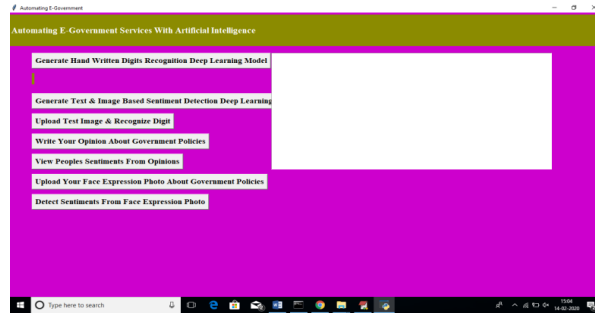 Automating E-Government
Automating E-Government Services With Artificial Intelligence
Generate Hand Written Digits Recognition Deep Learning Model
Generate Text & Image Based Sentiment Detection Deep Learning
Upload Test Image & Recognize Digit
Write Your Opinion About Government Policies
View Peoples Sentiments From Opinions
Upload Your Face Expression Photo About Government Policies
Detect Sentiments From Face Expression Photo
Type here to search
15:04
14-02-2020